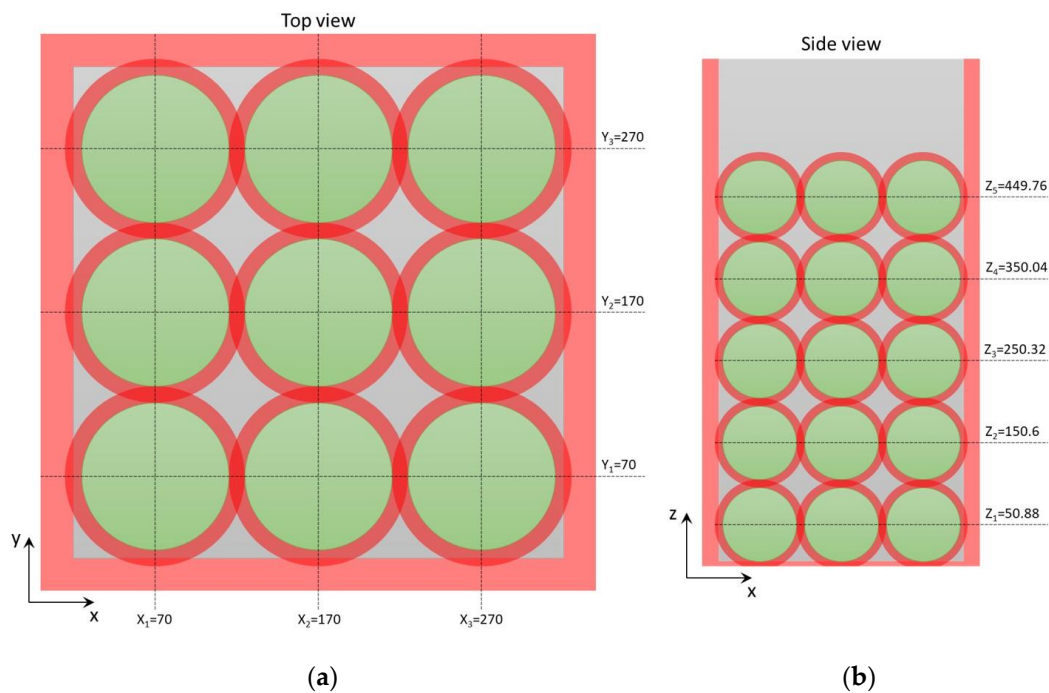 Top view
Y₃=270
Y₂=170
Y₁=70
y
x
X₁=70
X₂=170
X₃=270
(a)
Side view
Z₅=449.76
Z₄=350.04
Z₃=250.32
Z₂=150.6
Z₁=50.88
z
x
(b)